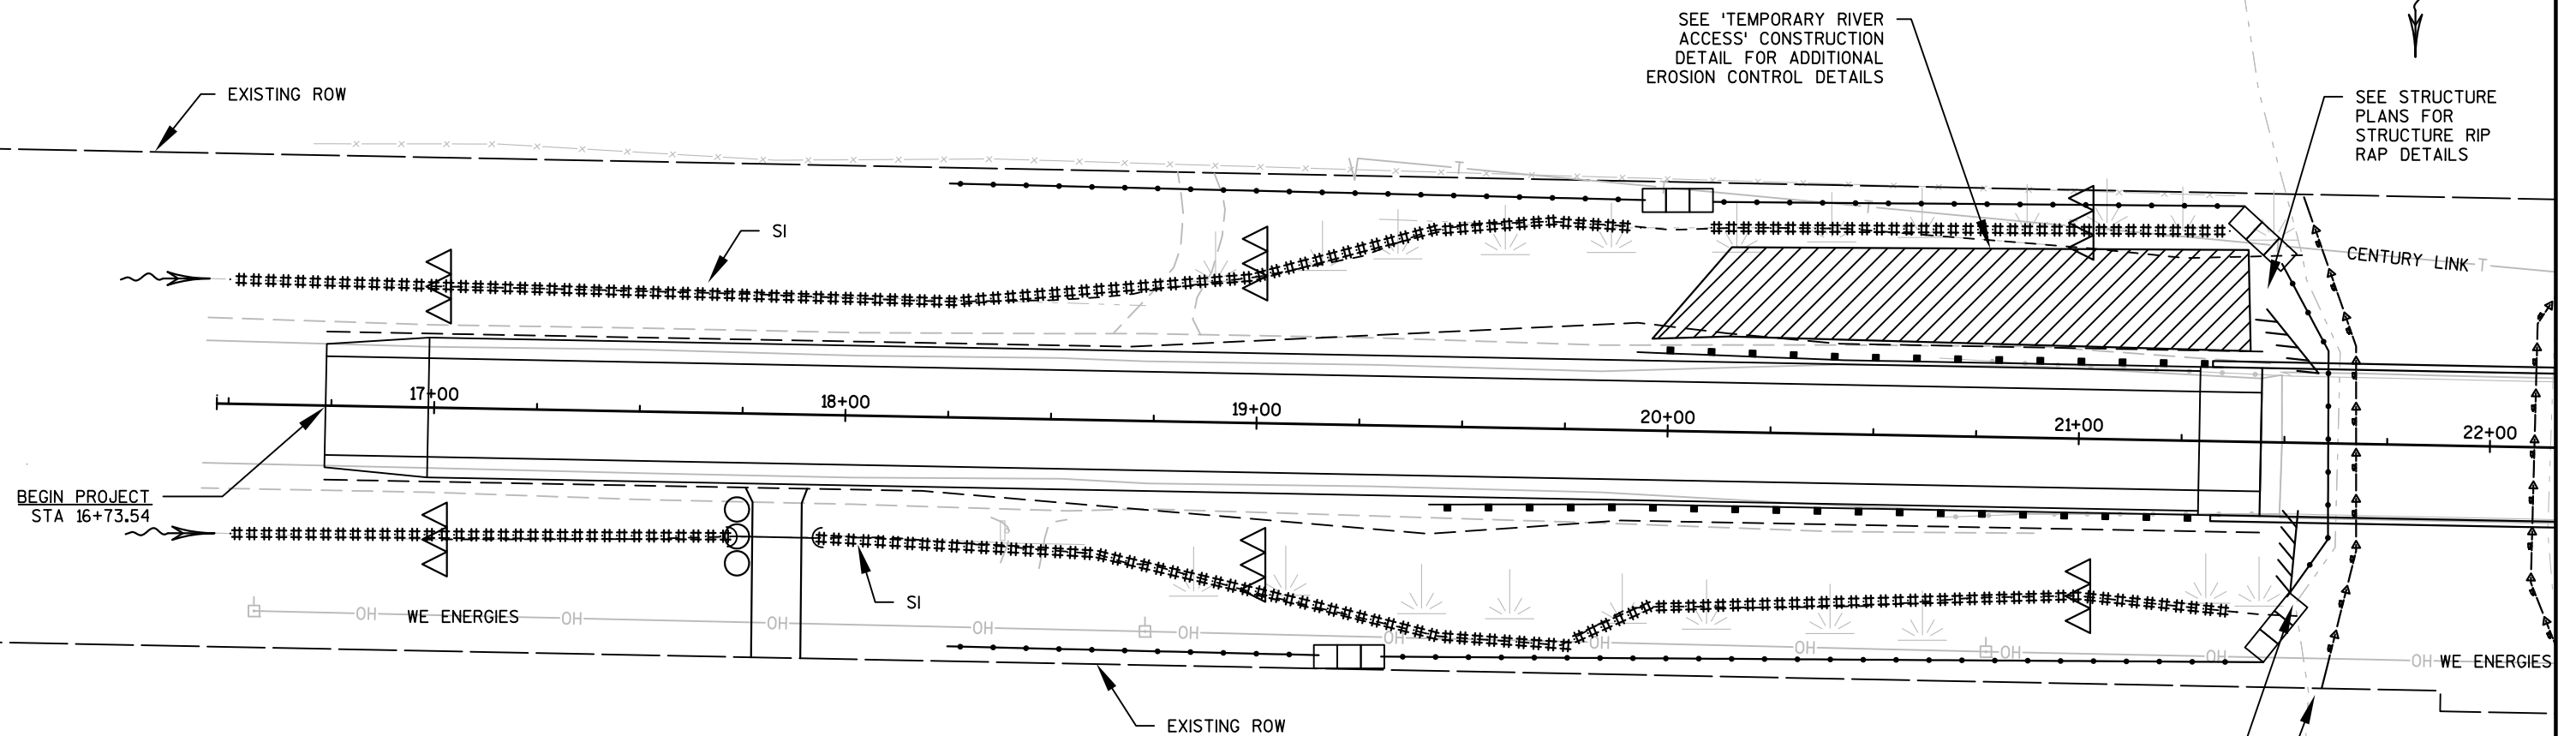 SEE 'TEMPORARY RIVER
ACCESS' CONSTRUCTION
DETAIL FOR ADDITIONAL
EROSION CONTROL DETAILS
EXISTING ROW
SEE STRUCTURE
PLANS FOR
STRUCTURE RIP
RAP DETAILS
T
T
T
SI
CENTURY LINK
T
17+00
18+00
19+00
20+00
21+00
22+00
BEGIN PROJECT
STA 16+73.54
SI
OH
WE ENERGIES
OH
OH
OH
OH
OH
OH
OH
OH
OH
OH
WE ENERGIES
EXISTING ROW